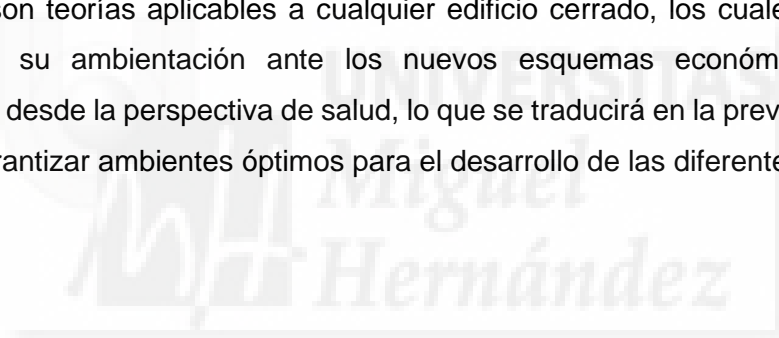 son teorías aplicables a cualquier edificio cerrado, los cuale
su ambientación ante los nuevos esquemas económ
desde la perspectiva de salud, lo que se traducirá en la prev
rantizar ambientes óptimos para el desarrollo de las diferente
UNIVERSITAS
Miguel
Hernández